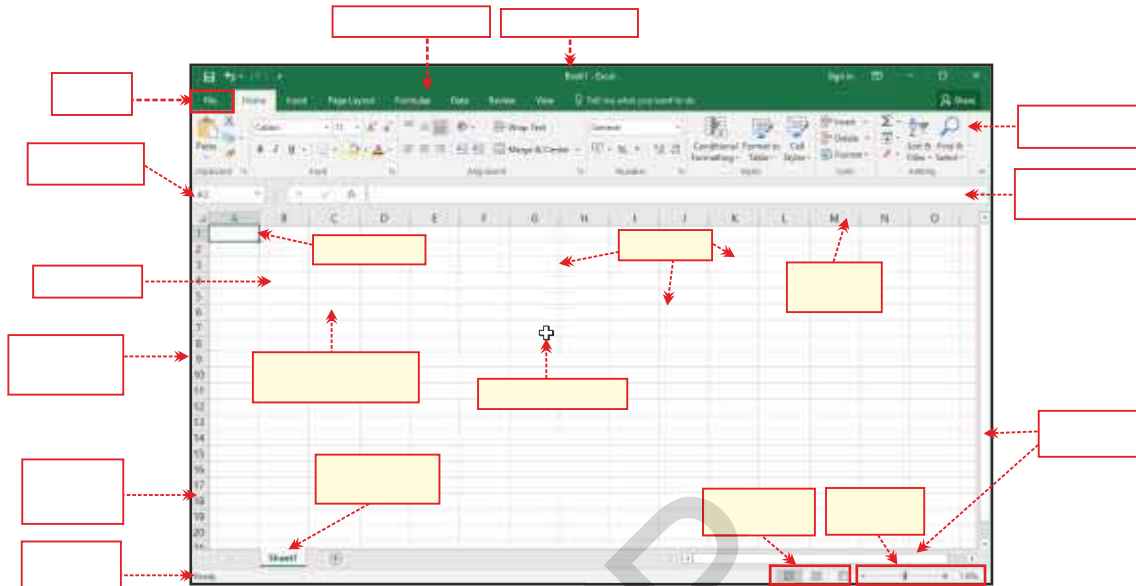 Book1 - Excel Sign in
File Home Insert Page Layout Formulas Data Review View Tell me what you want to do Share
Paste Calibri 11 Wrap Text General Conditional Format as Cell Insert
B I U Merge & Center % Formatting Table Styles Delete Sort & Find &
Format Filter Select
Clipboard Font Alignment Number Styles Cells Editing
A1
A B C D E F G H I J K L M N O
1
2
3
4
5
6
7
8
9
10
11
12
13
14
15
16
17
18
19
20
Sheet1
Ready